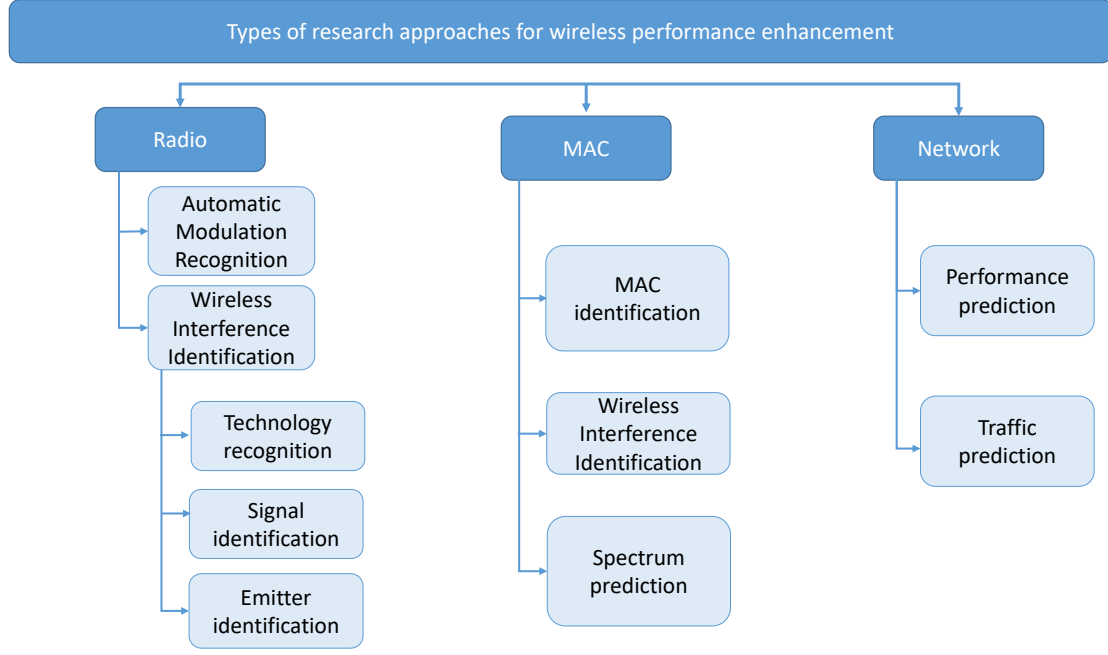 Types of research approaches for wireless performance enhancement
Radio
MAC
Network
Automatic
Modulation
Recognition
Wireless
Interference
Identification
Technology
recognition
Signal
identification
Emitter
identification
MAC
identification
Wireless
Interference
Identification
Spectrum
prediction
Performance
prediction
Traffic
prediction